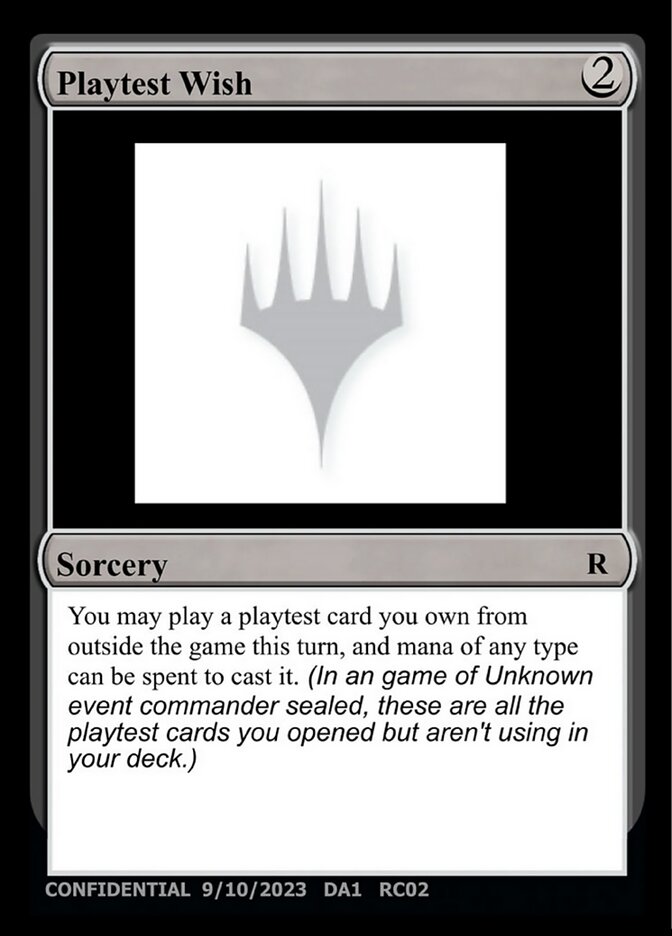 Playtest Wish 2
Sorcery R
You may play a playtest card you own from
outside the game this turn, and mana of any type
can be spent to cast it. (In an game of Unknown
event commander sealed, these are all the
playtest cards you opened but aren't using in
your deck.)
CONFIDENTIAL 9/10/2023 DA1 RC02